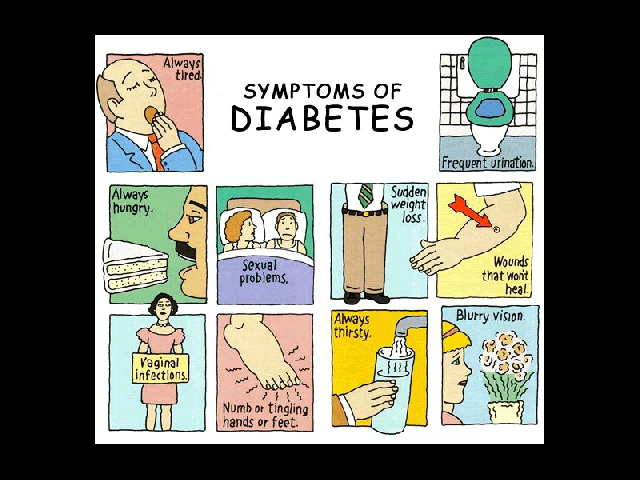 Always
tired.
SYMPTOMS OF
DIABETES
Frequent urination.
Always
hungry.
Sexual
problems.
Sudden
weight
loss.
Wounds
that won't
heal.
Vaginal
infections.
Numb or tingling
hands or feet.
Always
thirsty.
Blurry vision.